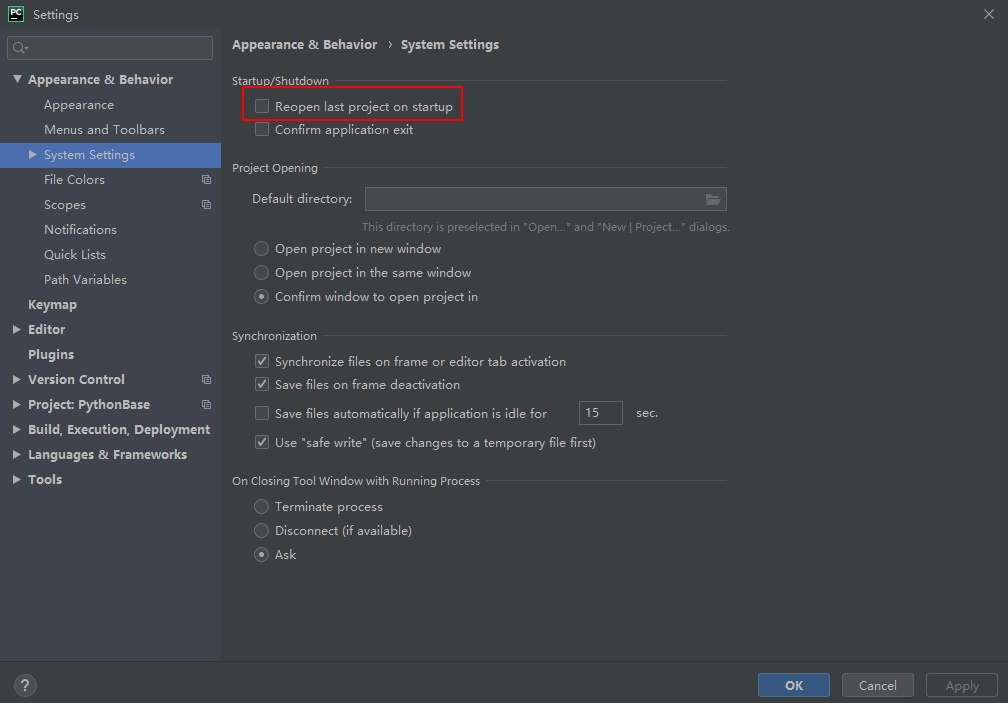 PC Settings
Appearance & Behavior › System Settings
Appearance & Behavior
Appearance
Menus and Toolbars
System Settings
File Colors
Scopes
Notifications
Quick Lists
Path Variables
Keymap
Editor
Plugins
Version Control
Project: PythonBase
Build, Execution, Deployment
Languages & Frameworks
Tools
Startup/Shutdown
Reopen last project on startup
Confirm application exit
Project Opening
Default directory:
This directory is preselected in "Open..." and "New | Project..." dialogs.
Open project in new window
Open project in the same window
Confirm window to open project in
Synchronization
Synchronize files on frame or editor tab activation
Save files on frame deactivation
Save files automatically if application is idle for 15 sec.
Use "safe write" (save changes to a temporary file first)
On Closing Tool Window with Running Process
Terminate process
Disconnect (if available)
Ask
? OK Cancel Apply